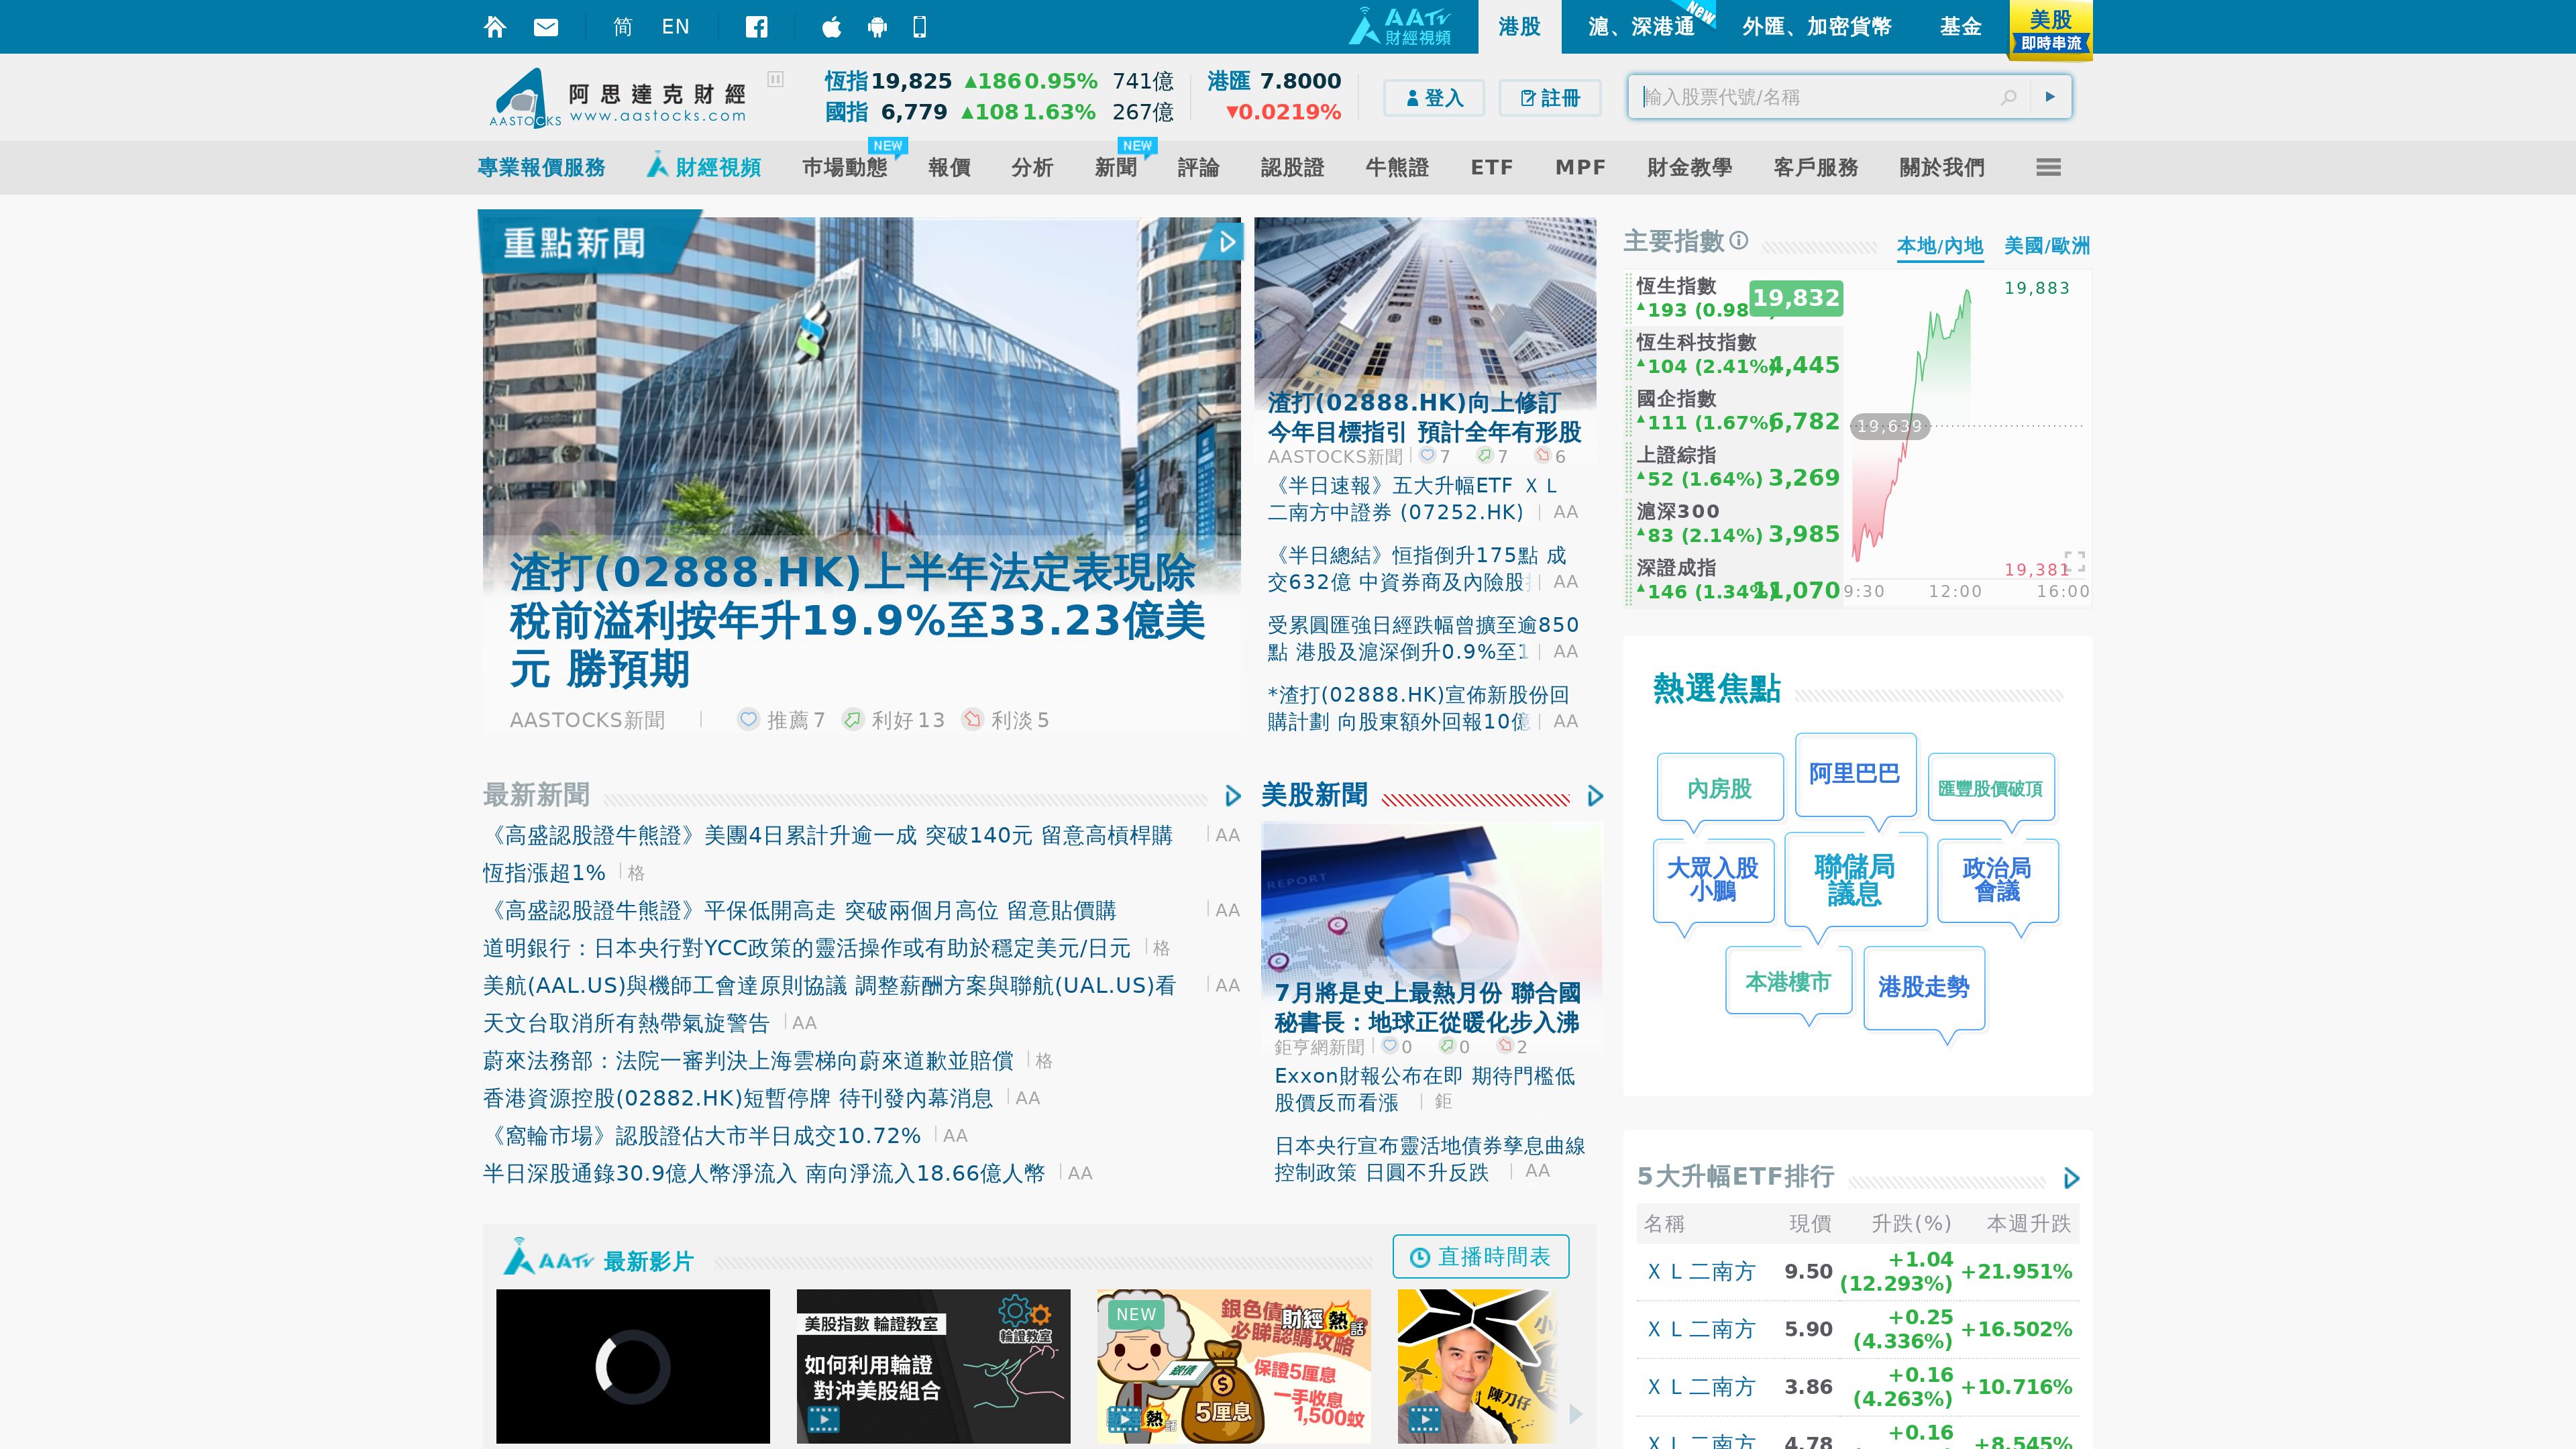 简
EN
AATV
財經視頻
港股
滬、深港通
New
外匯、加密貨幣
基金
美股
即時串流
AASTOCKS
阿思達克財經
www.aastocks.com
恆指 19,825 ▲186 0.95% 741億
國指 6,779 ▲108 1.63% 267億
港匯 7.8000
▼0.0219%
登入
註冊
輸入股票代號/名稱
專業報價服務
財經視頻
市場動態
NEW
報價
分析
新聞
NEW
評論
認股證
牛熊證
ETF
MPF
財金教學
客戶服務
關於我們
重點新聞
渣打(02888.HK)上半年法定表現除
稅前溢利按年升19.9%至33.23億美
元 勝預期
AASTOCKS新聞 | 推薦 7 利好 13 利淡 5
渣打(02888.HK)向上修訂
今年目標指引 預計全年有形股
AASTOCKS新聞 | 7 7 6
《半日速報》五大升幅ETF ＸＬ
二南方中證券 (07252.HK) | AA
《半日總結》恒指倒升175點 成
交632億 中資券商及內險股 | AA
受累圓匯強日經跌幅曾擴至逾850
點 港股及滬深倒升0.9%至1 | AA
*渣打(02888.HK)宣佈新股份回
購計劃 向股東額外回報10億 | AA
主要指數
本地/內地
美國/歐洲
恆生指數
▲193 (0.98
19,832
恆生科技指數
▲104 (2.41%)
4,445
國企指數
▲111 (1.67%)
6,782
上證綜指
▲52 (1.64%)
3,269
滬深300
▲83 (2.14%)
3,985
深證成指
▲146 (1.34%)
11,070
19,883
19,639
19,381
9:30 12:00 16:00
熱選焦點
內房股
阿里巴巴
匯豐股價破頂
大眾入股
小鵬
聯儲局
議息
政治局
會議
本港樓市
港股走勢
最新新聞
《高盛認股證牛熊證》美團4日累計升逾一成 突破140元 留意高槓桿購 | AA
恆指漲超1% | 格
《高盛認股證牛熊證》平保低開高走 突破兩個月高位 留意貼價購 | AA
道明銀行：日本央行對YCC政策的靈活操作或有助於穩定美元/日元 | 格
美航(AAL.US)與機師工會達原則協議 調整薪酬方案與聯航(UAL.US)看 | AA
天文台取消所有熱帶氣旋警告 | AA
蔚來法務部：法院一審判決上海雲梯向蔚來道歉並賠償 | 格
香港資源控股(02882.HK)短暫停牌 待刊發內幕消息 | AA
《窩輪市場》認股證佔大市半日成交10.72% | AA
半日深股通錄30.9億人幣淨流入 南向淨流入18.66億人幣 | AA
美股新聞
REPORT
7月將是史上最熱月份 聯合國
秘書長：地球正從暖化步入沸
鉅亨網新聞 | 0 0 2
Exxon財報公布在即 期待門檻低
股價反而看漲 | 鉅
日本央行宣布靈活地債券孳息曲線
控制政策 日圓不升反跌 | AA
5大升幅ETF排行
名稱 現價 升跌(%) 本週升跌
ＸＬ二南方 9.50 +1.04 (12.293%) +21.951%
ＸＬ二南方 5.90 +0.25 (4.336%) +16.502%
ＸＬ二南方 3.86 +0.16 (4.263%) +10.716%
ＸＬ二南方 4.78 +0.16 +8.545%
AATV 最新影片
直播時間表
美股指數 輪證教室
輪證教室
如何利用輪證
對沖美股組合
NEW
銀色債券
必睇認購攻略
財經熱話
銀債
保證5厘息
一手收息
1,500蚊
5厘息
陳刀仔